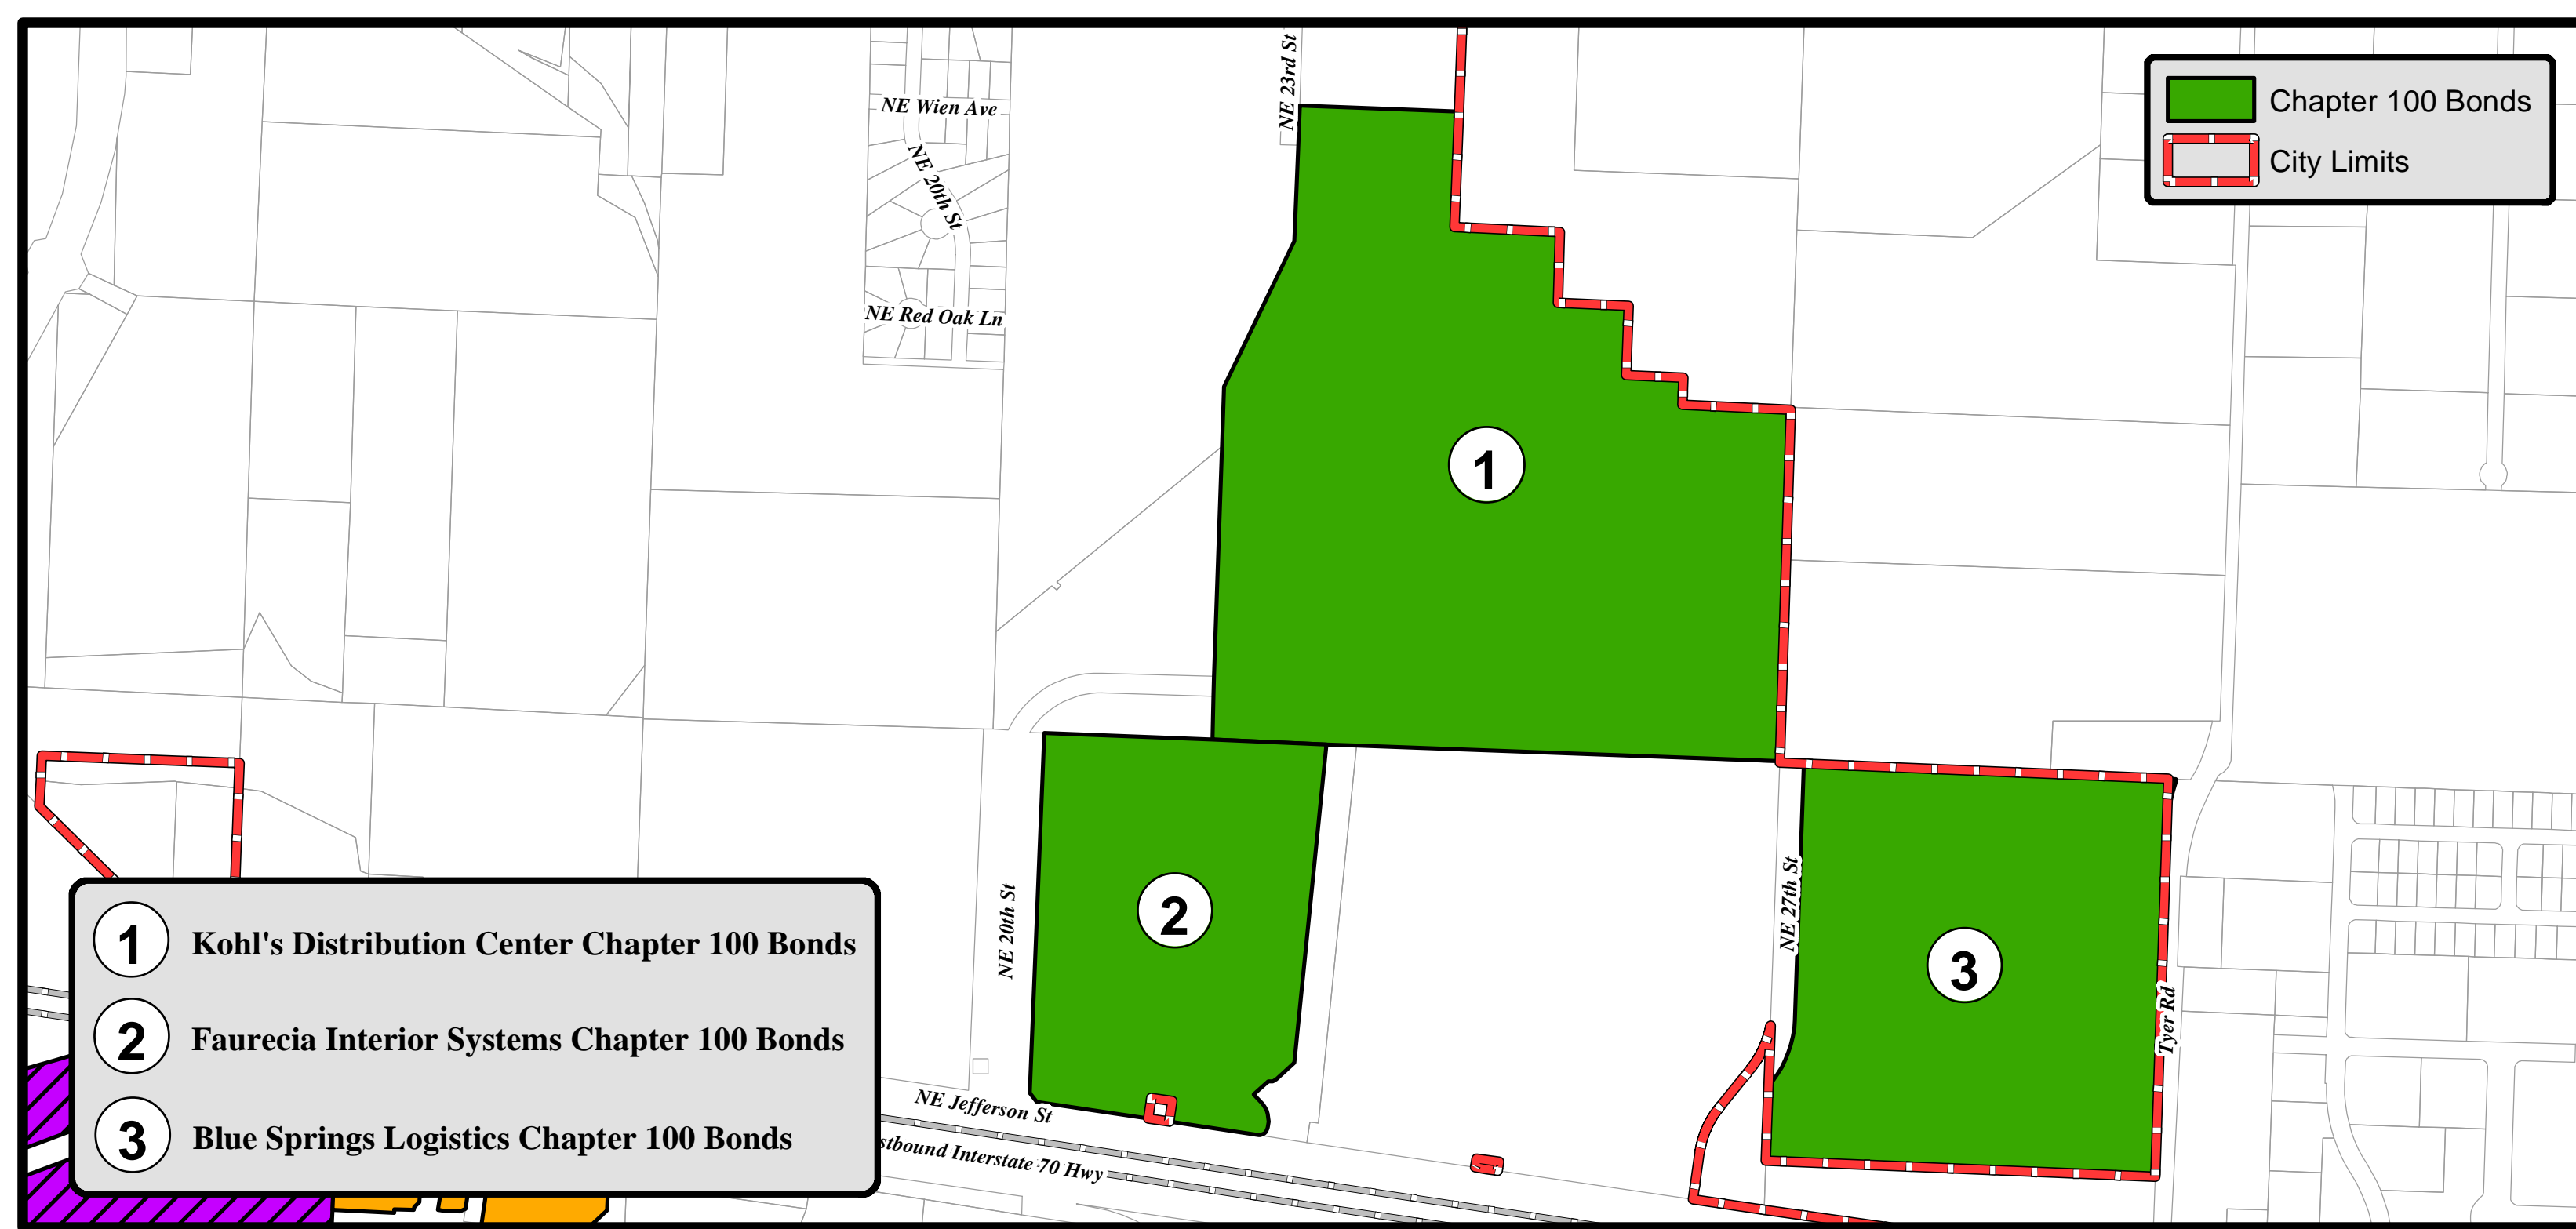 NE 23rd St
Chapter 100 Bonds
City Limits
NE Wien Ave
NE 20th St
NE Red Oak Ln
1
2
3
NE 20th St
NE 27th St
Tyer Rd
1 Kohl's Distribution Center Chapter 100 Bonds
2 Faurecia Interior Systems Chapter 100 Bonds
3 Blue Springs Logistics Chapter 100 Bonds
NE Jefferson St
stbound Interstate 70 Hwy